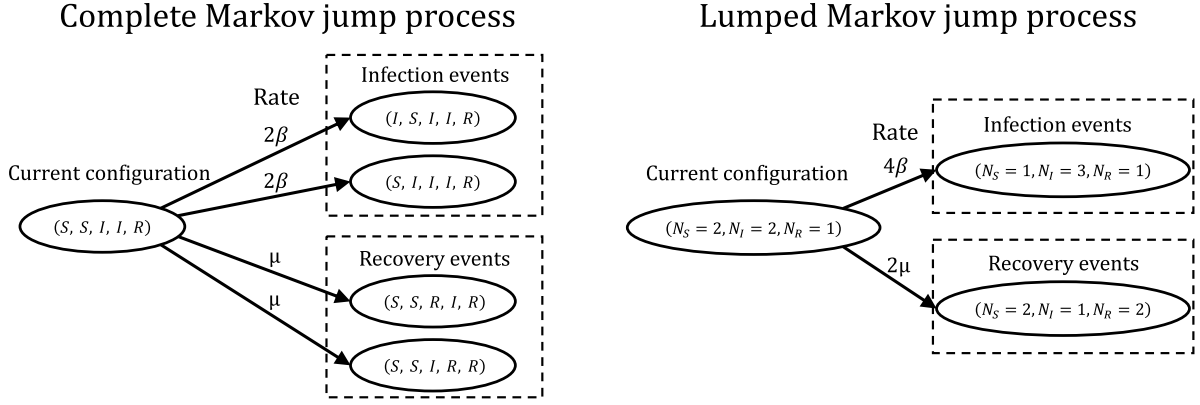 Complete Markov jump process
Infection events
Rate
(I, S, I, I, R)
2β
Current configuration
2β
(S, I, I, I, R)
(S, S, I, I, R)
Recovery events
μ
(S, S, R, I, R)
μ
(S, S, I, R, R)
Lumped Markov jump process
Infection events
Rate
4β
(N_S = 1, N_I = 3, N_R = 1)
Current configuration
(N_S = 2, N_I = 2, N_R = 1)
Recovery events
2μ
(N_S = 2, N_I = 1, N_R = 2)